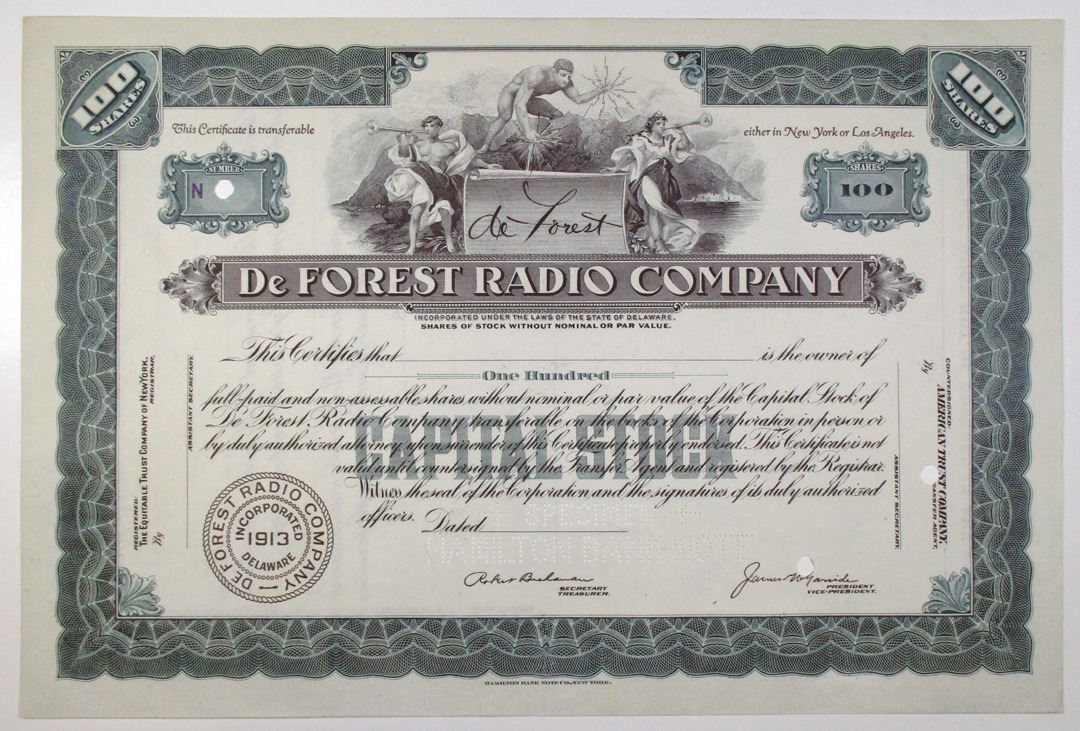 100 SHARES
100 SHARES
This Certificate is transferable
either in New York or Los Angeles.
NUMBER
N
SHARES
100
de Forest
De FOREST RADIO COMPANY
INCORPORATED UNDER THE LAWS OF THE STATE OF DELAWARE.
SHARES OF STOCK WITHOUT NOMINAL OR PAR VALUE.
This Certifies that is the owner of
One Hundred
full paid and non-assessable shares without nominal or par value of the Capital Stock of
De Forest Radio Company transferable on the books of the Corporation in person or
by duly authorized attorney upon surrender of this Certificate properly endorsed. This Certificate is not
valid until countersigned by the Transfer Agent and registered by the Registrar.
Witness the seal of the Corporation and the signatures of its duly authorized
officers. Dated
CAPITAL STOCK
SPECIMEN
HAMILTON BANK
REGISTERED:
THE EQUITABLE TRUST COMPANY OF NEW YORK,
REGISTRAR,
By
ASSISTANT SECRETARY.
COUNTERSIGNED:
AMERICAN TRUST COMPANY,
TRANSFER AGENT,
By
ASSISTANT SECRETARY.
DE FOREST RADIO COMPANY
INCORPORATED
1913
DELAWARE
SECRETARY
TREASURER.
PRESIDENT
VICE-PRESIDENT.
HAMILTON BANK NOTE CO., NEW YORK.